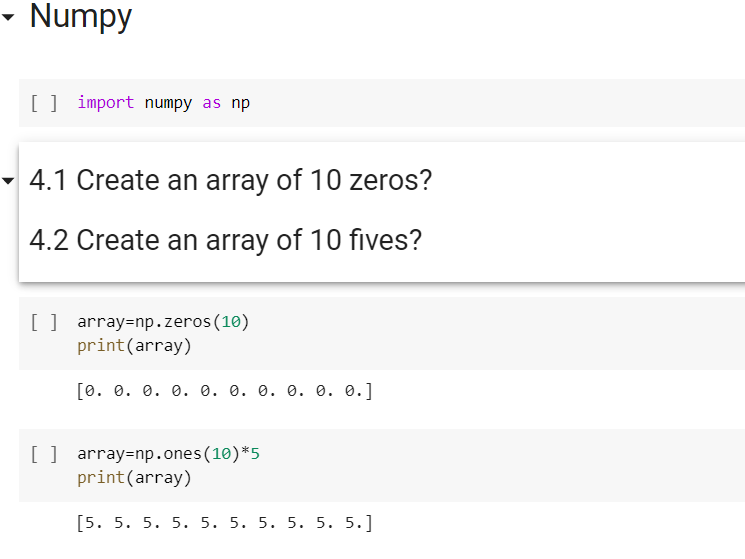 Numpy
[ ] import numpy as np
4.1 Create an array of 10 zeros?
4.2 Create an array of 10 fives?
[ ] array=np.zeros(10)
print(array)
[0. 0. 0. 0. 0. 0. 0. 0. 0. 0.]
[ ] array=np.ones(10)*5
print(array)
[5. 5. 5. 5. 5. 5. 5. 5. 5. 5.]